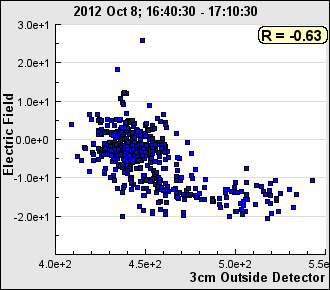 2012 Oct 8; 16:40:30 - 17:10:30
R = -0.63
Electric Field
3.0e+1
2.0e+1
1.0e+1
0.0e+0
-1.0e+1
-2.0e+1
4.0e+2 4.5e+2 5.0e+2 5.5e
3cm Outside Detector